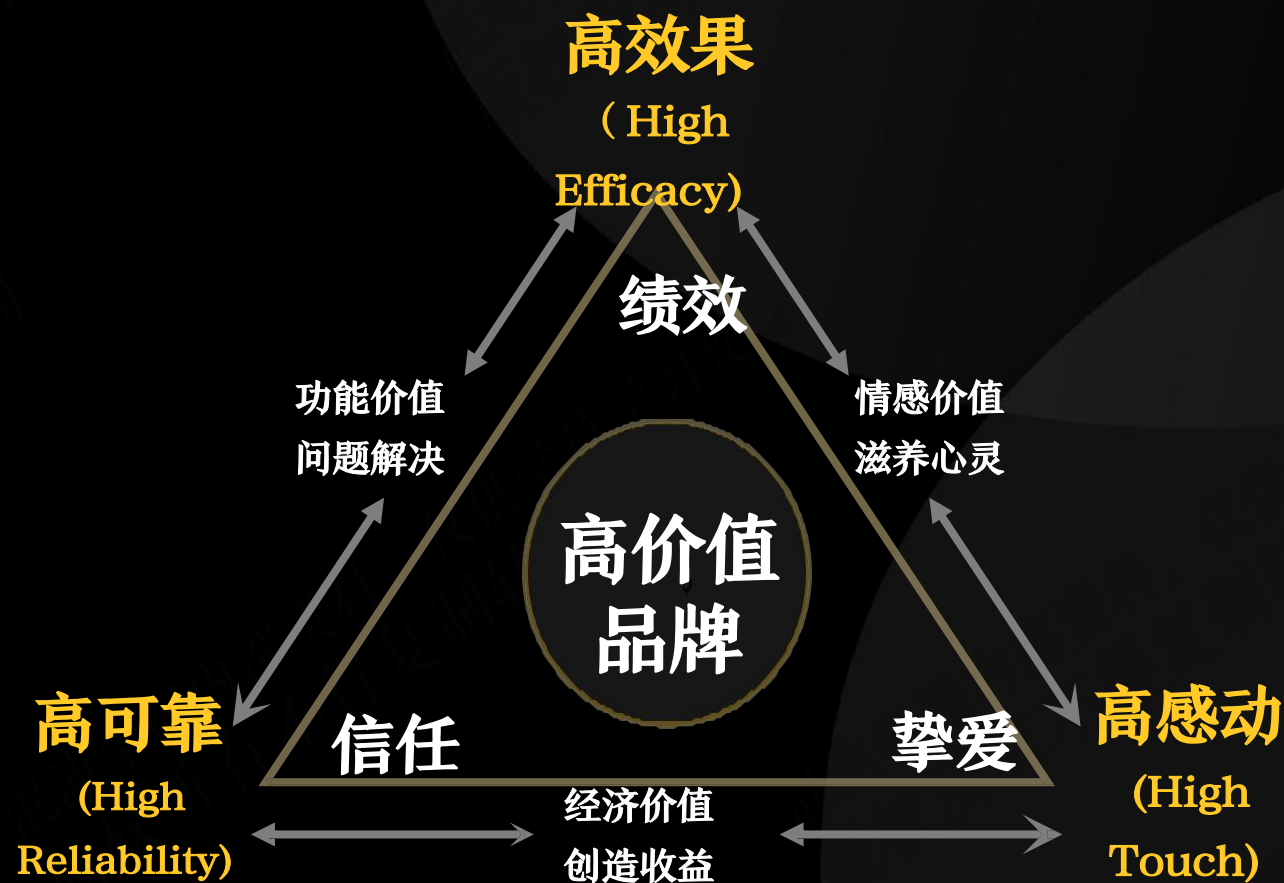 高效果
（High
Efficacy)
绩效
功能价值
问题解决
情感价值
滋养心灵
高价值
品牌
高可靠
(High
Reliability)
信任
挚爱
高感动
(High
Touch)
经济价值
创造收益